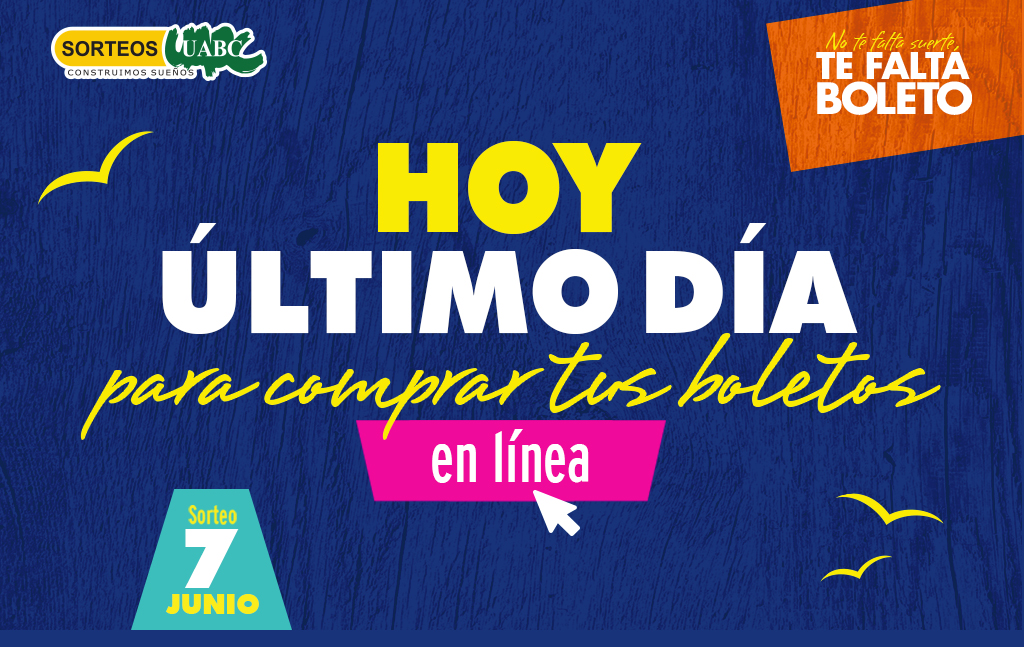 SORTEOS UABC
CONSTRUIMOS SUEÑOS
No te falta suerte,
TE FALTA
BOLETO
HOY
ÚLTIMO DÍA
para comprar tus boletos
en línea
Sorteo
7
JUNIO